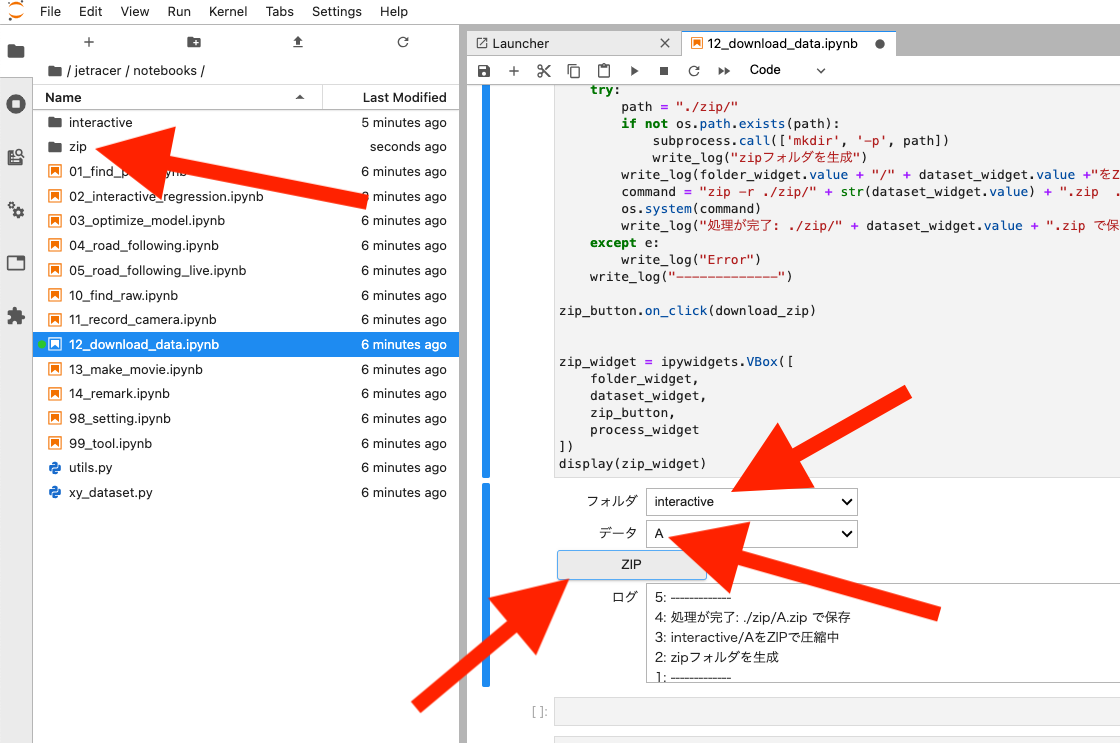 File Edit View Run Kernel Tabs Settings Help
/ jetracer / notebooks /
Name Last Modified
interactive 5 minutes ago
zip seconds ago
01_find_ .ipynb minutes ago
02_interactive_regression.ipynb minutes ago
03_optimize_model.ipynb 6 minutes ago
04_road_following.ipynb 6 minutes ago
05_road_following_live.ipynb 6 minutes ago
10_find_raw.ipynb 6 minutes ago
11_record_camera.ipynb 6 minutes ago
12_download_data.ipynb 6 minutes ago
13_make_movie.ipynb 6 minutes ago
14_remark.ipynb 6 minutes ago
98_setting.ipynb 6 minutes ago
99_tool.ipynb 6 minutes ago
utils.py 6 minutes ago
xy_dataset.py 6 minutes ago
Launcher 12_download_data.ipynb
Code
try:
path = "./zip/"
if not os.path.exists(path):
subprocess.call(['mkdir', '-p', path])
write_log("zipフォルダを生成")
write_log(folder_widget.value + "/" + dataset_widget.value +"をZ
command = "zip -r ./zip/" + str(dataset_widget.value) + ".zip .
os.system(command)
write_log("処理が完了: ./zip/" + dataset_widget.value + ".zip で保
except e:
write_log("Error")
write_log("-------------")
zip_button.on_click(download_zip)
zip_widget = ipywidgets.VBox([
folder_widget,
dataset_widget,
zip_button,
process_widget
])
display(zip_widget)
フォルダ interactive
データ A
ZIP
ログ
5: -------------
4: 処理が完了: ./zip/A.zip で保存
3: interactive/AをZIPで圧縮中
2: zipフォルダを生成
]: -------------
[ ]: